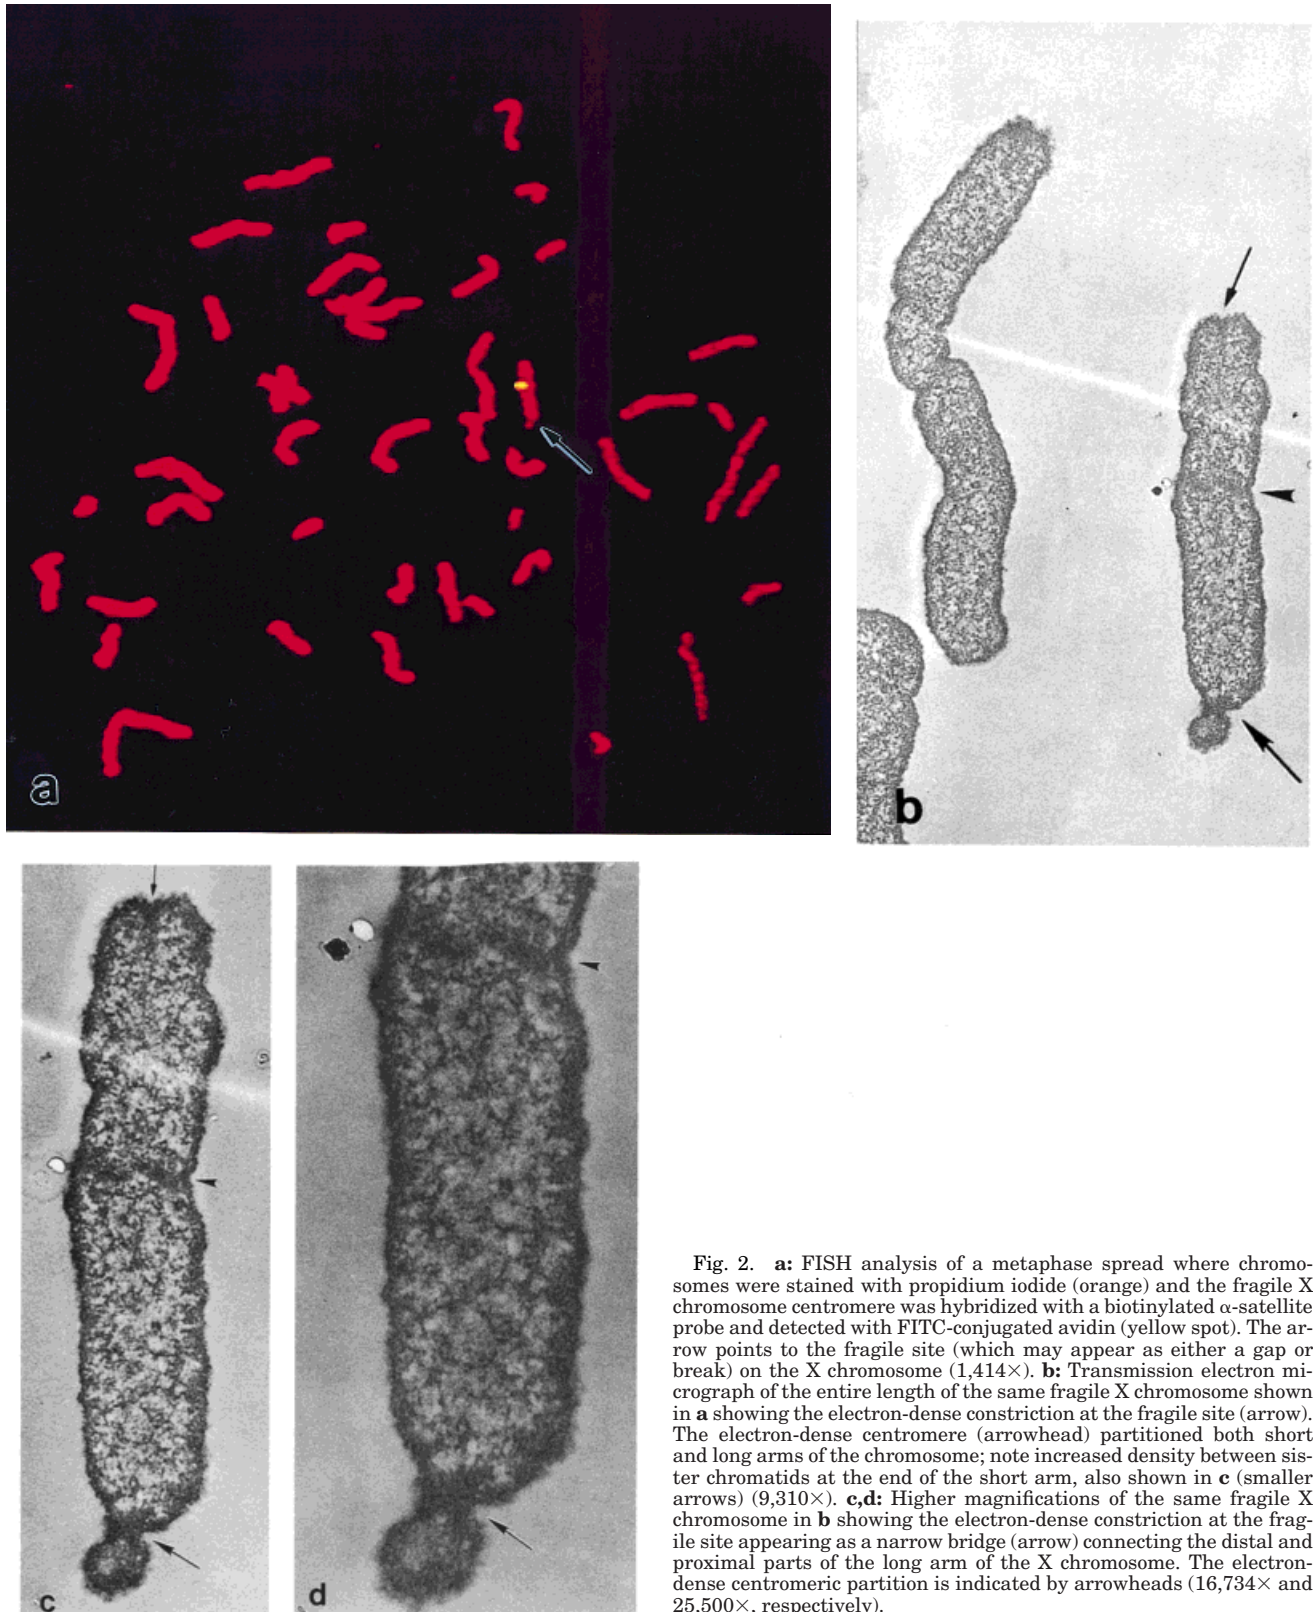 a
b
c
d
Fig. 2. a: FISH analysis of a metaphase spread where chromo-
somes were stained with propidium iodide (orange) and the fragile X
chromosome centromere was hybridized with a biotinylated α-satellite
probe and detected with FITC-conjugated avidin (yellow spot). The ar-
row points to the fragile site (which may appear as either a gap or
break) on the X chromosome (1,414×). b: Transmission electron mi-
crograph of the entire length of the same fragile X chromosome shown
in a showing the electron-dense constriction at the fragile site (arrow).
The electron-dense centromere (arrowhead) partitioned both short
and long arms of the chromosome; note increased density between sis-
ter chromatids at the end of the short arm, also shown in c (smaller
arrows) (9,310×). c,d: Higher magnifications of the same fragile X
chromosome in b showing the electron-dense constriction at the frag-
ile site appearing as a narrow bridge (arrow) connecting the distal and
proximal parts of the long arm of the X chromosome. The electron-
dense centromeric partition is indicated by arrowheads (16,734× and
25,500×, respectively).